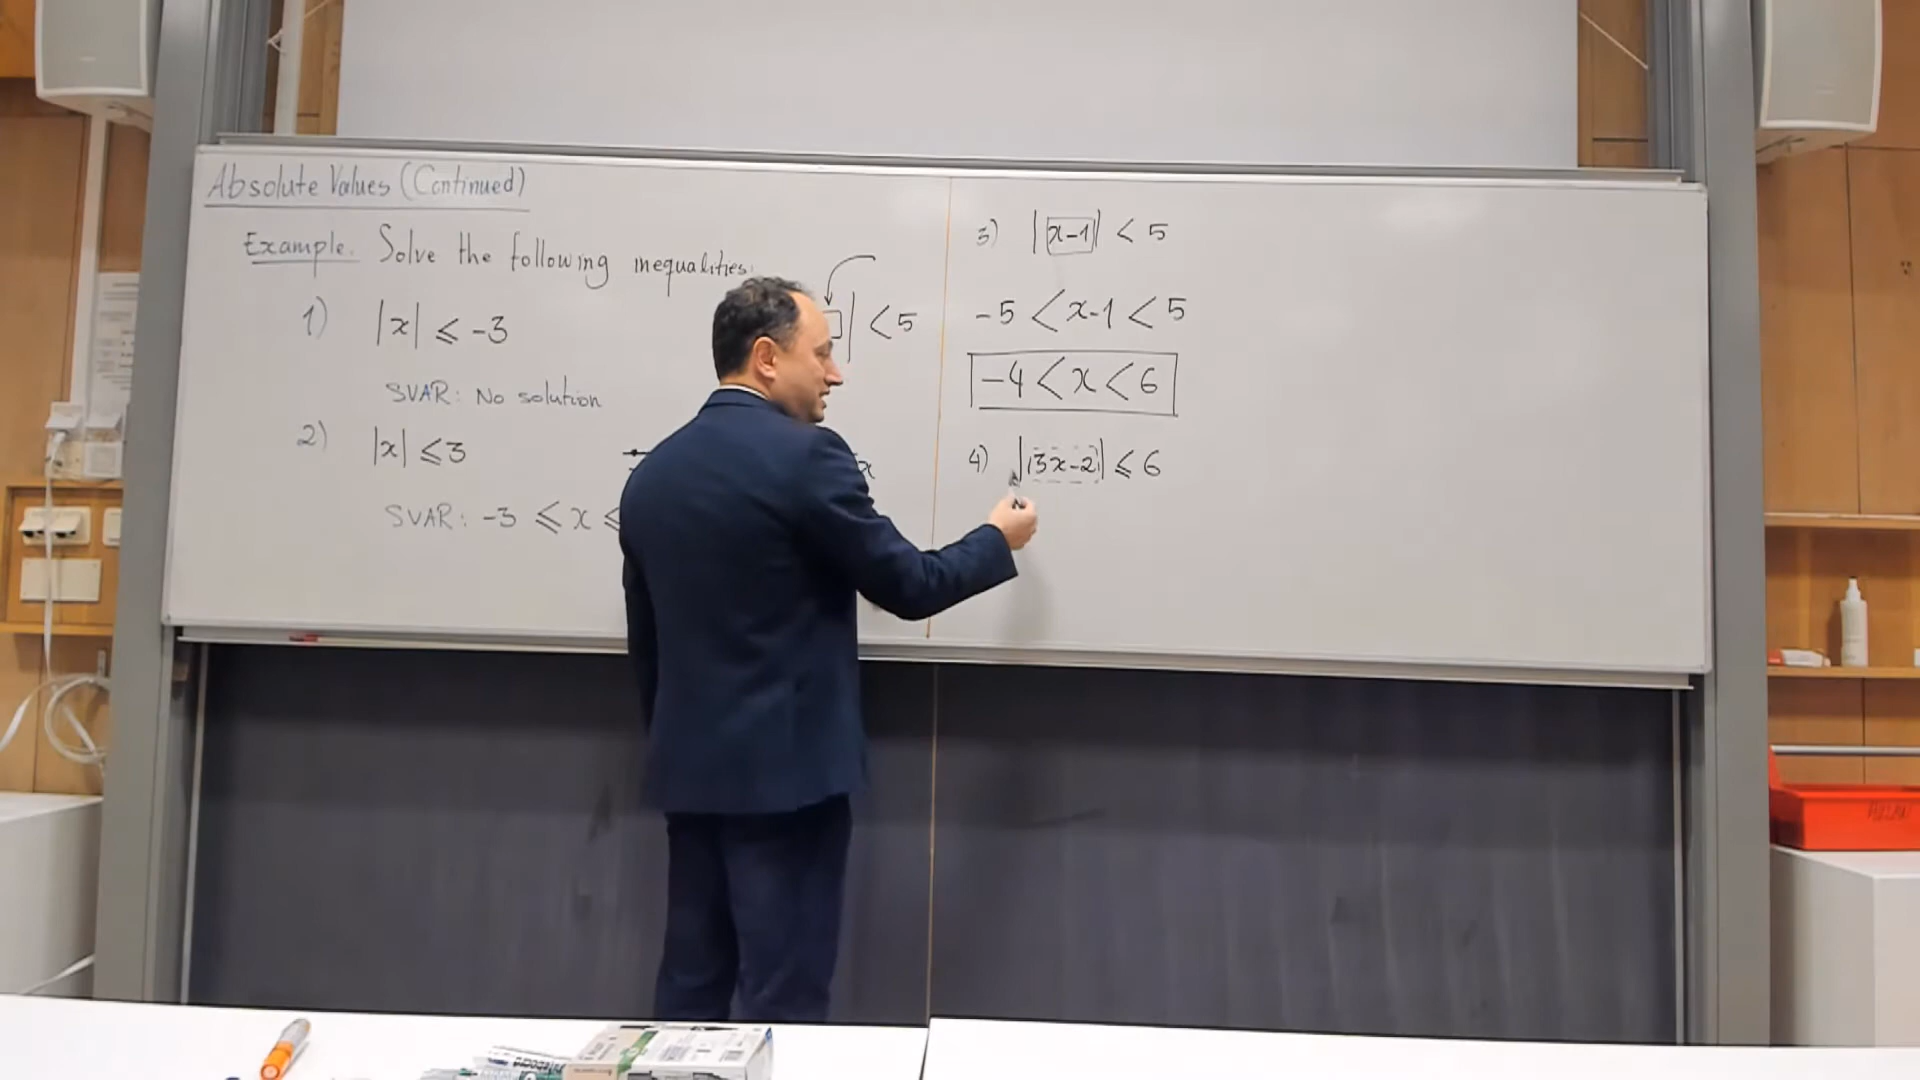 Absolute Values (Continued)
Example. Solve the following inequalities:
1) |x| ⩽ -3
SVAR: No solution
2) |x| ⩽ 3
SVAR: -3 ⩽ x ⩽
| < 5
x
3) |x-1| < 5
-5 < x-1 < 5
-4 < x < 6
4) |3x-2| ⩽ 6